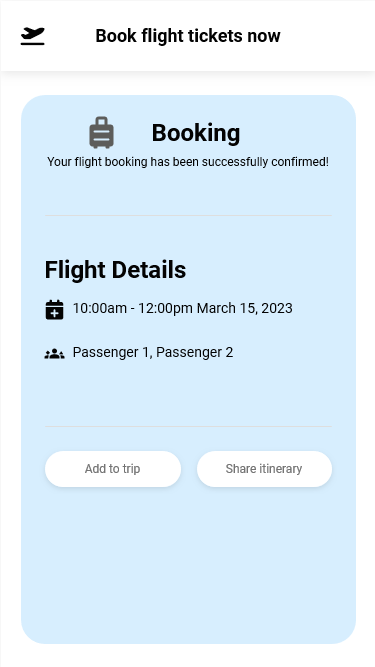 Book flight tickets now
Booking
Your flight booking has been successfully confirmed!
Flight Details
10:00am - 12:00pm March 15, 2023
Passenger 1, Passenger 2
Add to trip
Share itinerary